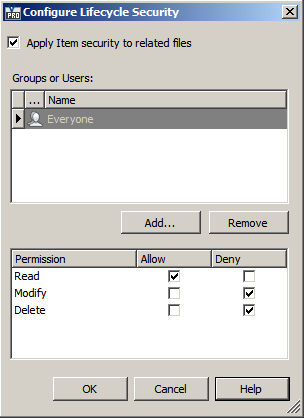 PRO Configure Lifecycle Security
Apply Item security to related files
Groups or Users:
... Name
Everyone
Add... Remove
Permission Allow Deny
Read
Modify
Delete
OK Cancel Help